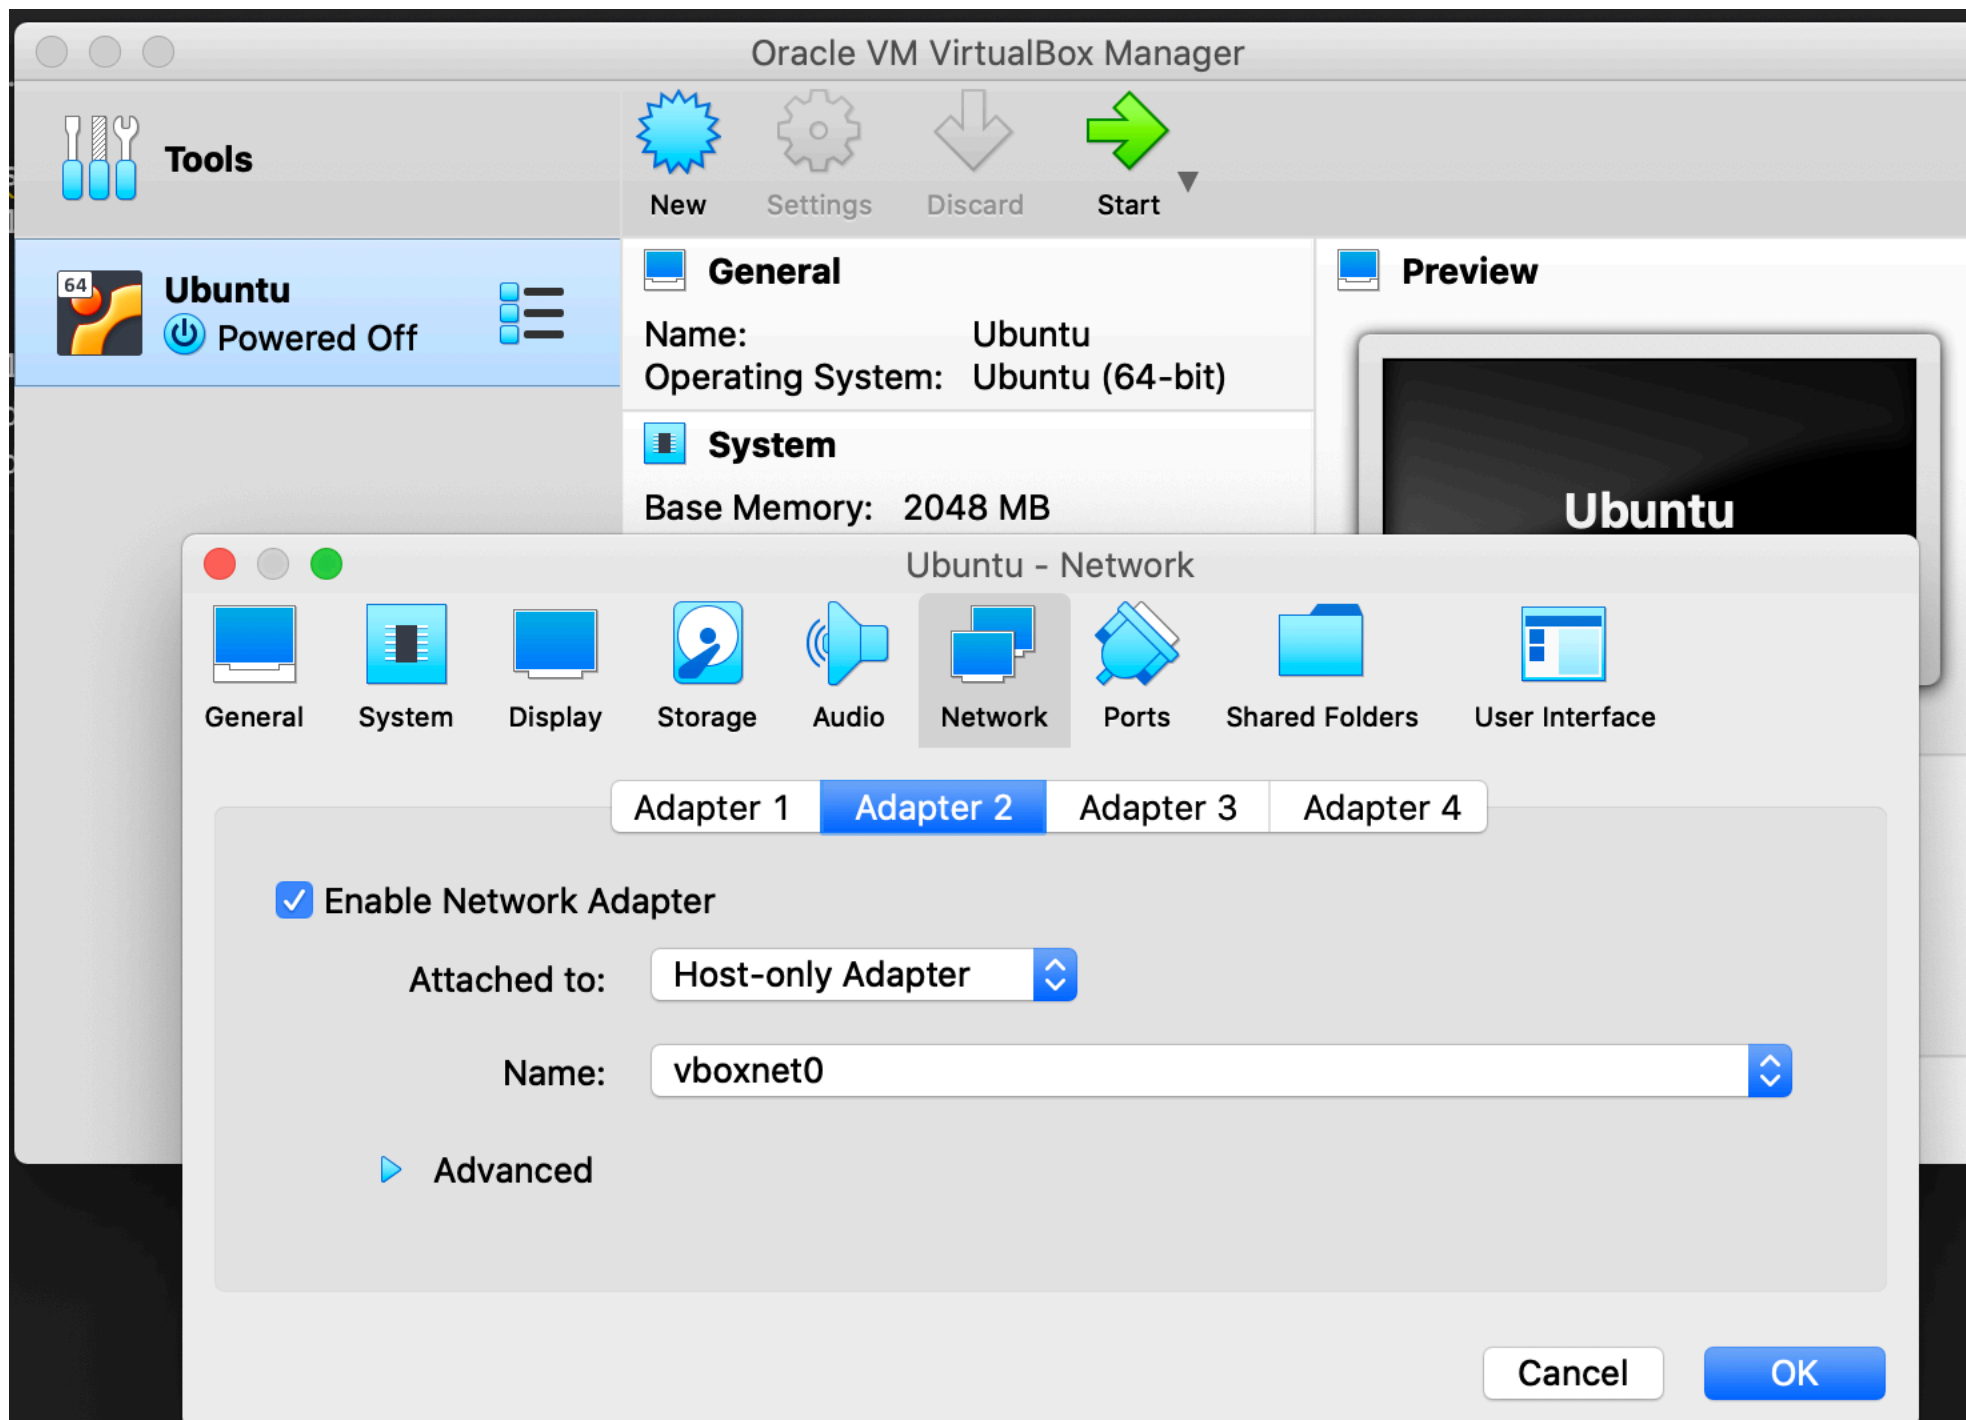 Oracle VM VirtualBox Manager
Tools
New
Settings
Discard
Start
64
Ubuntu
Powered Off
General
Name: Ubuntu
Operating System: Ubuntu (64-bit)
System
Base Memory: 2048 MB
Preview
Ubuntu
Ubuntu - Network
General
System
Display
Storage
Audio
Network
Ports
Shared Folders
User Interface
Adapter 1
Adapter 2
Adapter 3
Adapter 4
Enable Network Adapter
Attached to: Host-only Adapter
Name: vboxnet0
Advanced
Cancel
OK